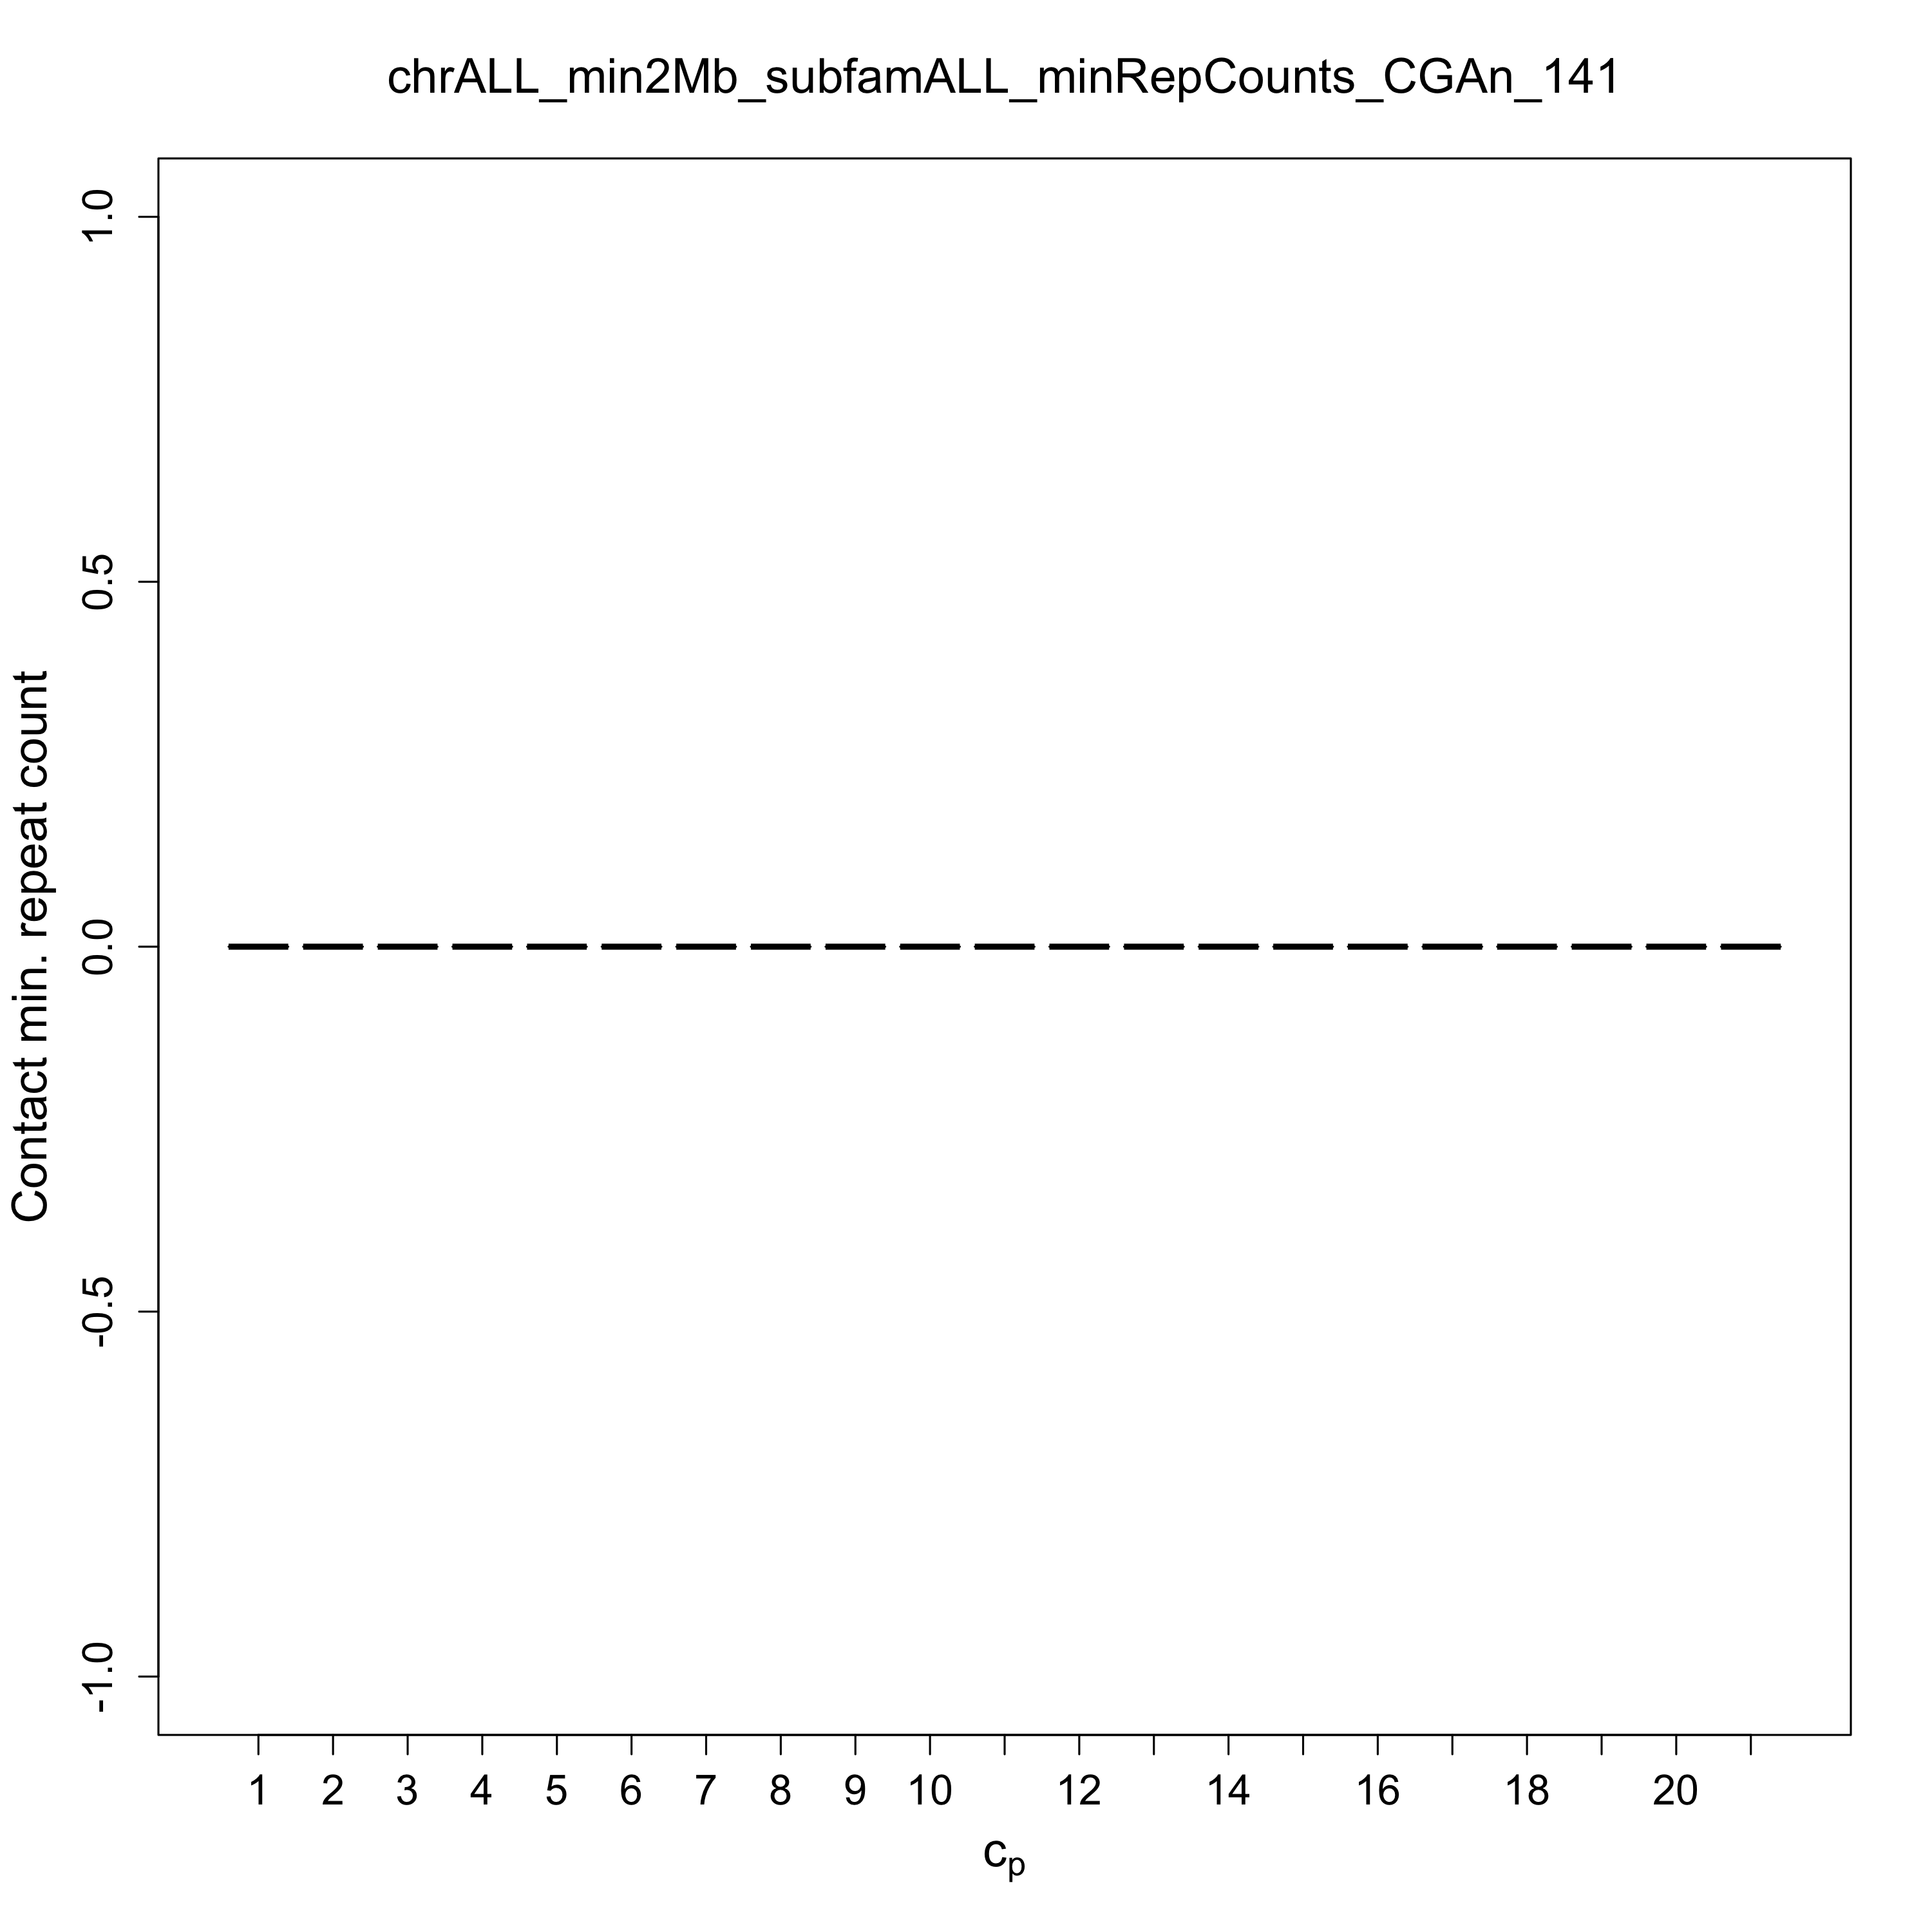 chrALL_min2Mb_subfamALL_minRepCounts_CGAn_141
Contact min. repeat count
1.0
0.5
0.0
-0.5
-1.0
1 2 3 4 5 6 7 8 9 10 12 14 16 18 20
cp